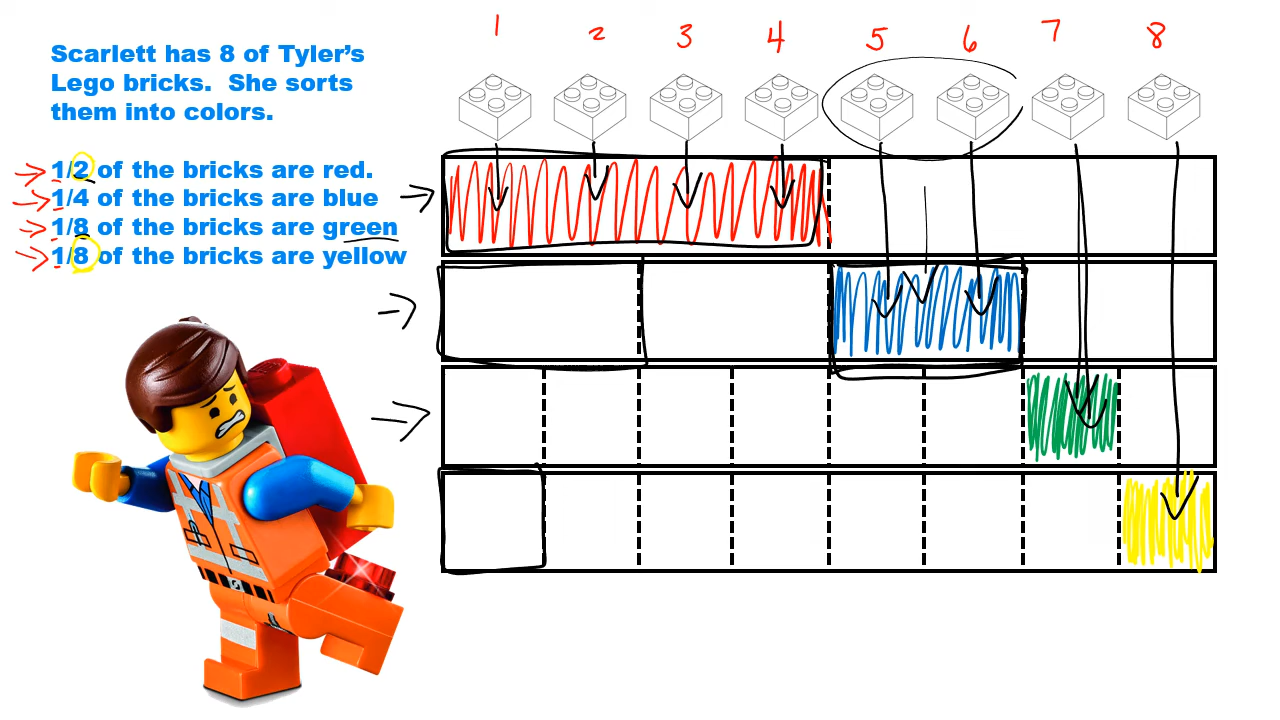 Scarlett has 8 of Tyler's
Lego bricks. She sorts
them into colors.
1/2 of the bricks are red.
1/4 of the bricks are blue
1/8 of the bricks are green
1/8 of the bricks are yellow
1 2 3 4 5 6 7 8